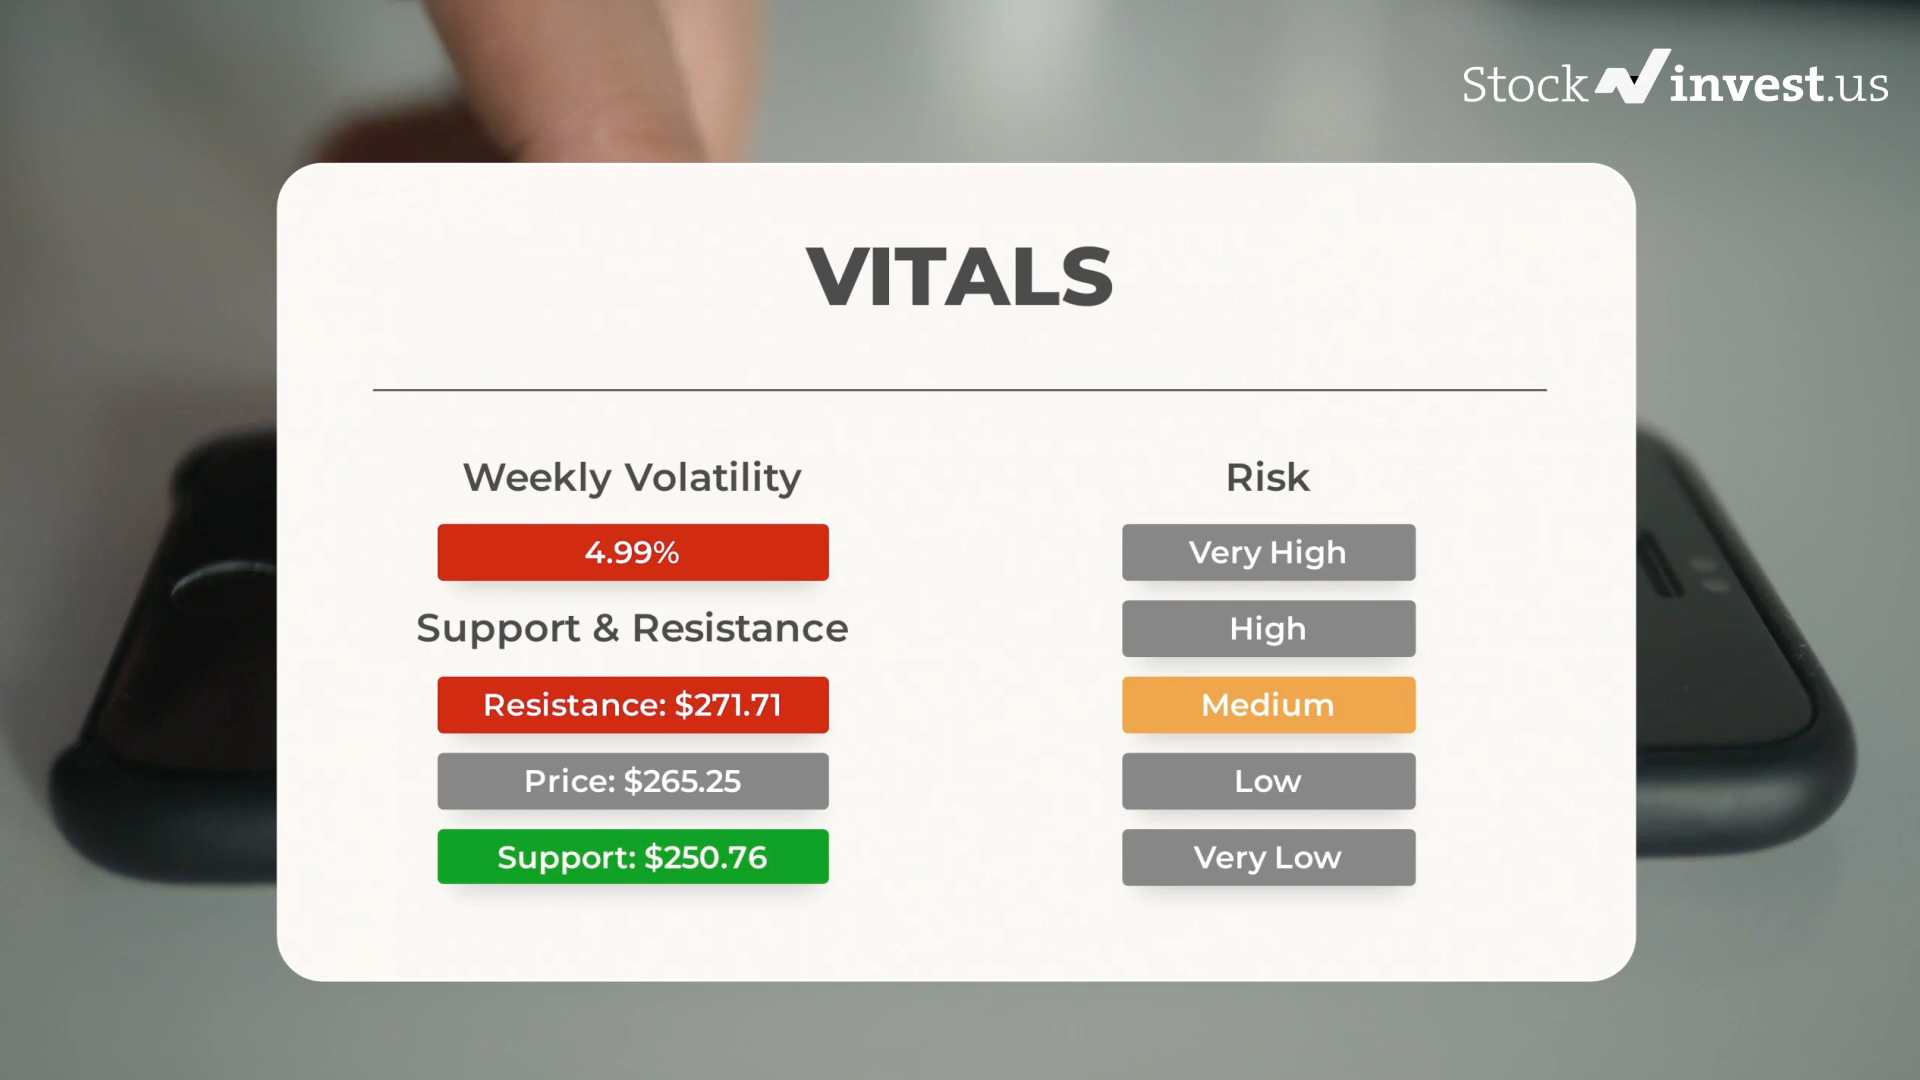 Stock invest.us
VITALS
Weekly Volatility
4.99%
Support & Resistance
Resistance: $271.71
Price: $265.25
Support: $250.76
Risk
Very High
High
Medium
Low
Very Low